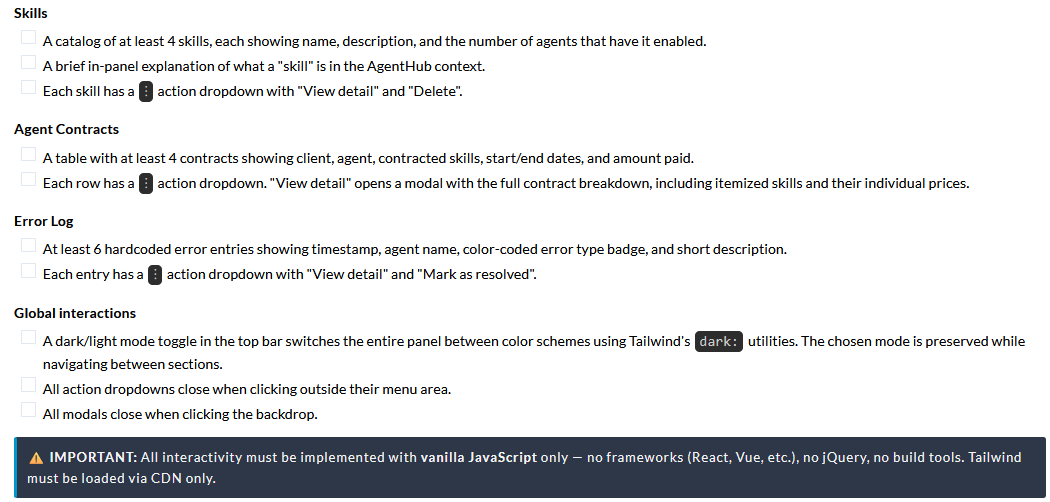 Skills
A catalog of at least 4 skills, each showing name, description, and the number of agents that have it enabled.
A brief in-panel explanation of what a "skill" is in the AgentHub context.
Each skill has a ⋮ action dropdown with "View detail" and "Delete".
Agent Contracts
A table with at least 4 contracts showing client, agent, contracted skills, start/end dates, and amount paid.
Each row has a ⋮ action dropdown. "View detail" opens a modal with the full contract breakdown, including itemized skills and their individual prices.
Error Log
At least 6 hardcoded error entries showing timestamp, agent name, color-coded error type badge, and short description.
Each entry has a ⋮ action dropdown with "View detail" and "Mark as resolved".
Global interactions
A dark/light mode toggle in the top bar switches the entire panel between color schemes using Tailwind's dark: utilities. The chosen mode is preserved while
navigating between sections.
All action dropdowns close when clicking outside their menu area.
All modals close when clicking the backdrop.
⚠ IMPORTANT: All interactivity must be implemented with vanilla JavaScript only — no frameworks (React, Vue, etc.), no jQuery, no build tools. Tailwind
must be loaded via CDN only.